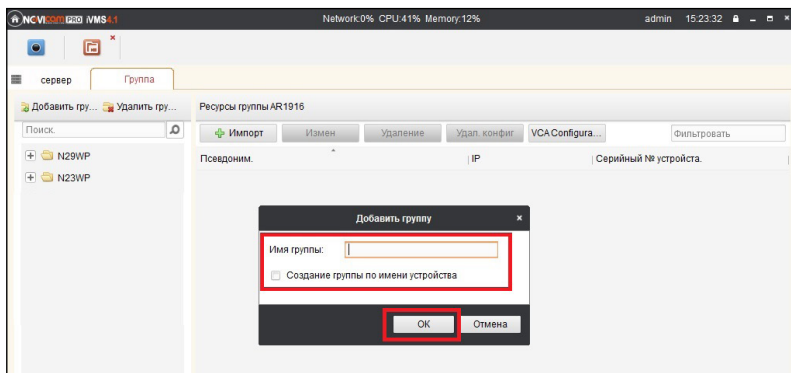 NOVICOM PRO iVMS4.1 Network:0% CPU:41% Memory:12% admin 15:23:32
сервер Группа
Добавить гру... Удалить гру... Ресурсы группы AR1916
Поиск. Импорт Измен Удаление Удал. конфиг VCA Configura... Фильтровать
N29WP Псевдоним. IP Серийный № устройста.
N23WP
Добавить группу
Имя группы:
Создание группы по имени устройства
OK Отмена